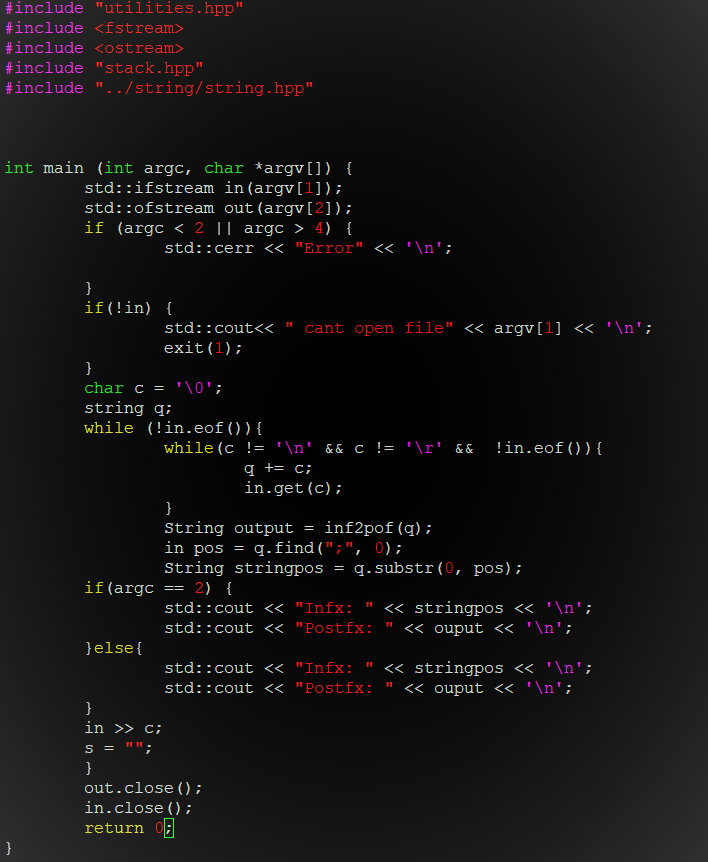 #include "utilities.hpp"
#include <fstream>
#include <ostream>
#include "stack.hpp"
#include "../string/string.hpp"
int main (int argc, char *argv[]) {
std::ifstream in(argv[1]);
std::ofstream out(argv[2]);
if (argc < 2 || argc > 4) {
std::cerr << "Error" << '\n';
}
if(!in) {
std::cout<< " cant open file" << argv[1] << '\n';
exit(1);
}
char c = '\0';
string q;
while (!in.eof()){
while(c != '\n' && c != '\r' &&  !in.eof()){
q += c;
in.get(c);
}
String output = inf2pof(q);
in pos = q.find(";", 0);
String stringpos = q.substr(0, pos);
if(argc == 2) {
std::cout << "Infx: " << stringpos << '\n';
std::cout << "Postfx: " << ouput << '\n';
}else{
std::cout << "Infx: " << stringpos << '\n';
std::cout << "Postfx: " << ouput << '\n';
}
in >> c;
s = "";
}
out.close();
in.close();
return 0;
}